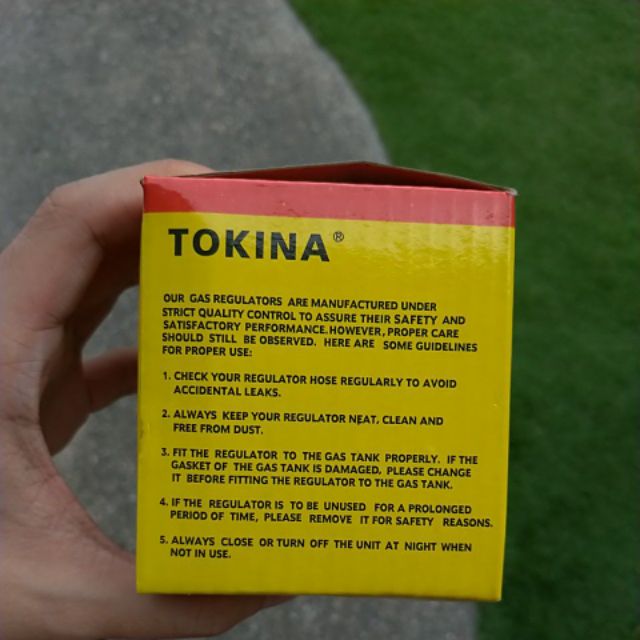 TOKINA®
OUR GAS REGULATORS ARE MANUFACTURED UNDER
STRICT QUALITY CONTROL TO ASSURE THEIR SAFETY AND
SATISFACTORY PERFORMANCE. HOWEVER, PROPER CARE
SHOULD STILL BE OBSERVED. HERE ARE SOME GUIDELINES
FOR PROPER USE:
1. CHECK YOUR REGULATOR HOSE REGULARLY TO AVOID
ACCIDENTAL LEAKS.
2. ALWAYS KEEP YOUR REGULATOR NEAT, CLEAN AND
FREE FROM DUST.
3. FIT THE REGULATOR TO THE GAS TANK PROPERLY. IF THE
GASKET OF THE GAS TANK IS DAMAGED, PLEASE CHANGE
IT BEFORE FITTING THE REGULATOR TO THE GAS TANK.
4. IF THE REGULATOR IS TO BE UNUSED FOR A PROLONGED
PERIOD OF TIME, PLEASE REMOVE IT FOR SAFETY REASONS.
5. ALWAYS CLOSE OR TURN OFF THE UNIT AT NIGHT WHEN
NOT IN USE.